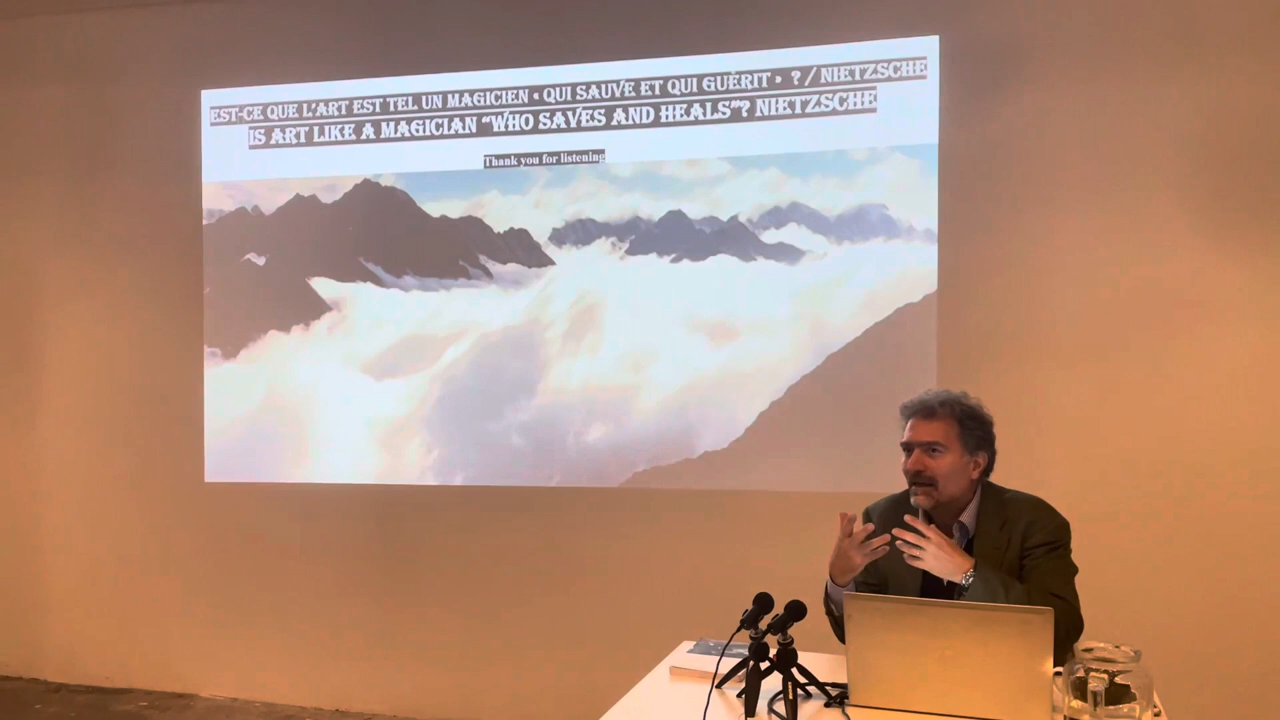 EST-CE QUE L'ART EST TEL UN MAGICIEN « QUI SAUVE ET QUI GUÉRIT » ? / NIETZSCHE
IS ART LIKE A MAGICIAN "WHO SAVES AND HEALS"? NIETZSCHE
Thank you for listening